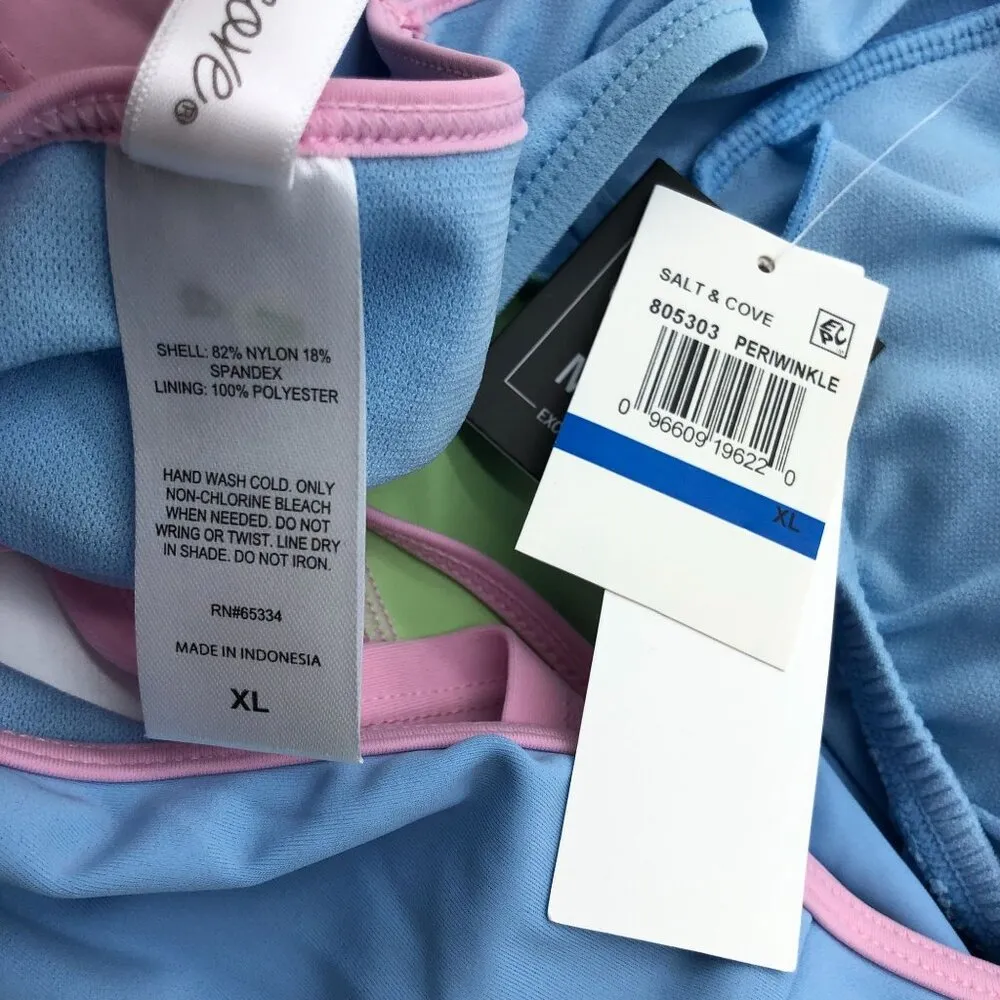 ove®
SHELL: 82% NYLON 18%
SPANDEX
LINING: 100% POLYESTER
HAND WASH COLD. ONLY
NON-CHLORINE BLEACH
WHEN NEEDED. DO NOT
WRING OR TWIST. LINE DRY
IN SHADE. DO NOT IRON.
RN#65334
MADE IN INDONESIA
XL
SALT & COVE
805303 PERIWINKLE
EPC
0 96609 19622 0
XL